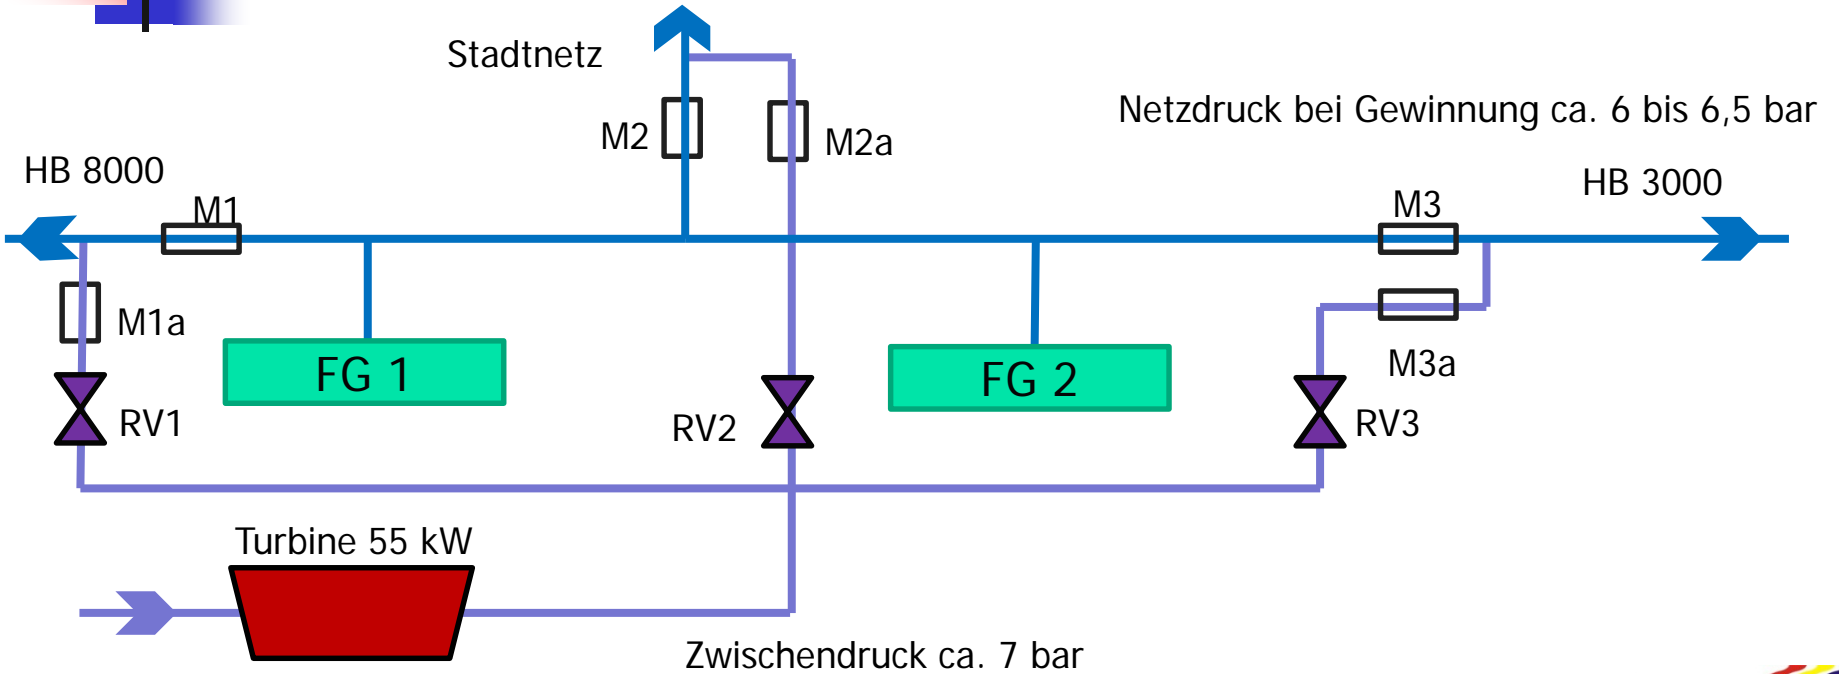 Stadtnetz
Netzdruck bei Gewinnung ca. 6 bis 6,5 bar
M2
M2a
HB 8000
HB 3000
M1
M3
M1a
M3a
FG 1
FG 2
RV1
RV2
RV3
Turbine 55 kW
Zwischendruck ca. 7 bar